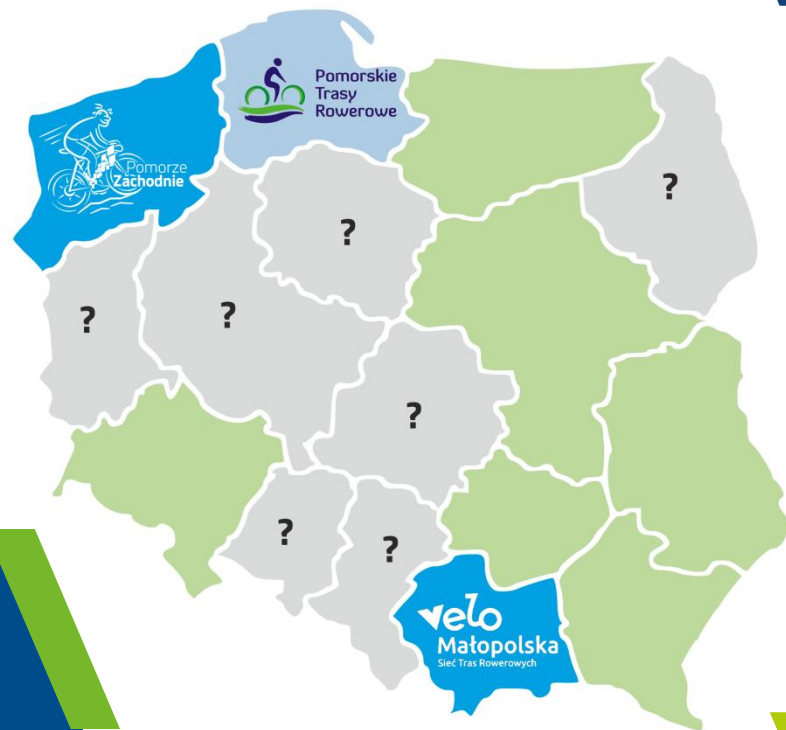 Pomorskie
Trasy
Rowerowe
Pomorze
Zachodnie
?
?
?
?
?
?
?
velo
Małopolska
Sieć Tras Rowerowych